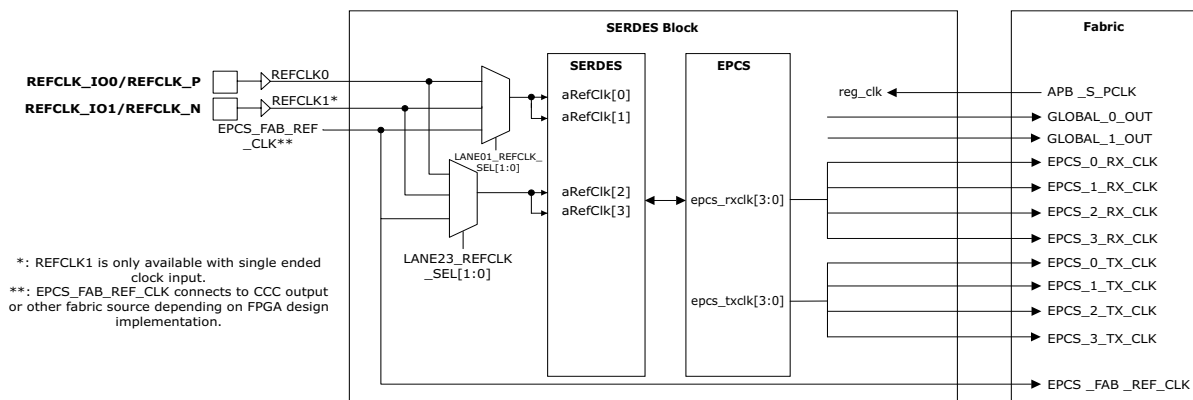 SERDES Block
Fabric
SERDES
EPCS
REFCLK_IO0/REFCLK_P
REFCLK0
REFCLK_IO1/REFCLK_N
REFCLK1*
EPCS_FAB_REF
_CLK**
LANE01_REFCLK_
SEL[1:0]
LANE23_REFCLK
_SEL[1:0]
aRefClk[0]
aRefClk[1]
aRefClk[2]
aRefClk[3]
epcs_rxclk[3:0]
epcs_txclk[3:0]
reg_clk
APB _S_PCLK
GLOBAL_0_OUT
GLOBAL_1_OUT
EPCS_0_RX_CLK
EPCS_1_RX_CLK
EPCS_2_RX_CLK
EPCS_3_RX_CLK
EPCS_0_TX_CLK
EPCS_1_TX_CLK
EPCS_2_TX_CLK
EPCS_3_TX_CLK
EPCS _FAB _REF_CLK
*: REFCLK1 is only available with single ended
clock input.
**: EPCS_FAB_REF_CLK connects to CCC output
or other fabric source depending on FPGA design
implementation.